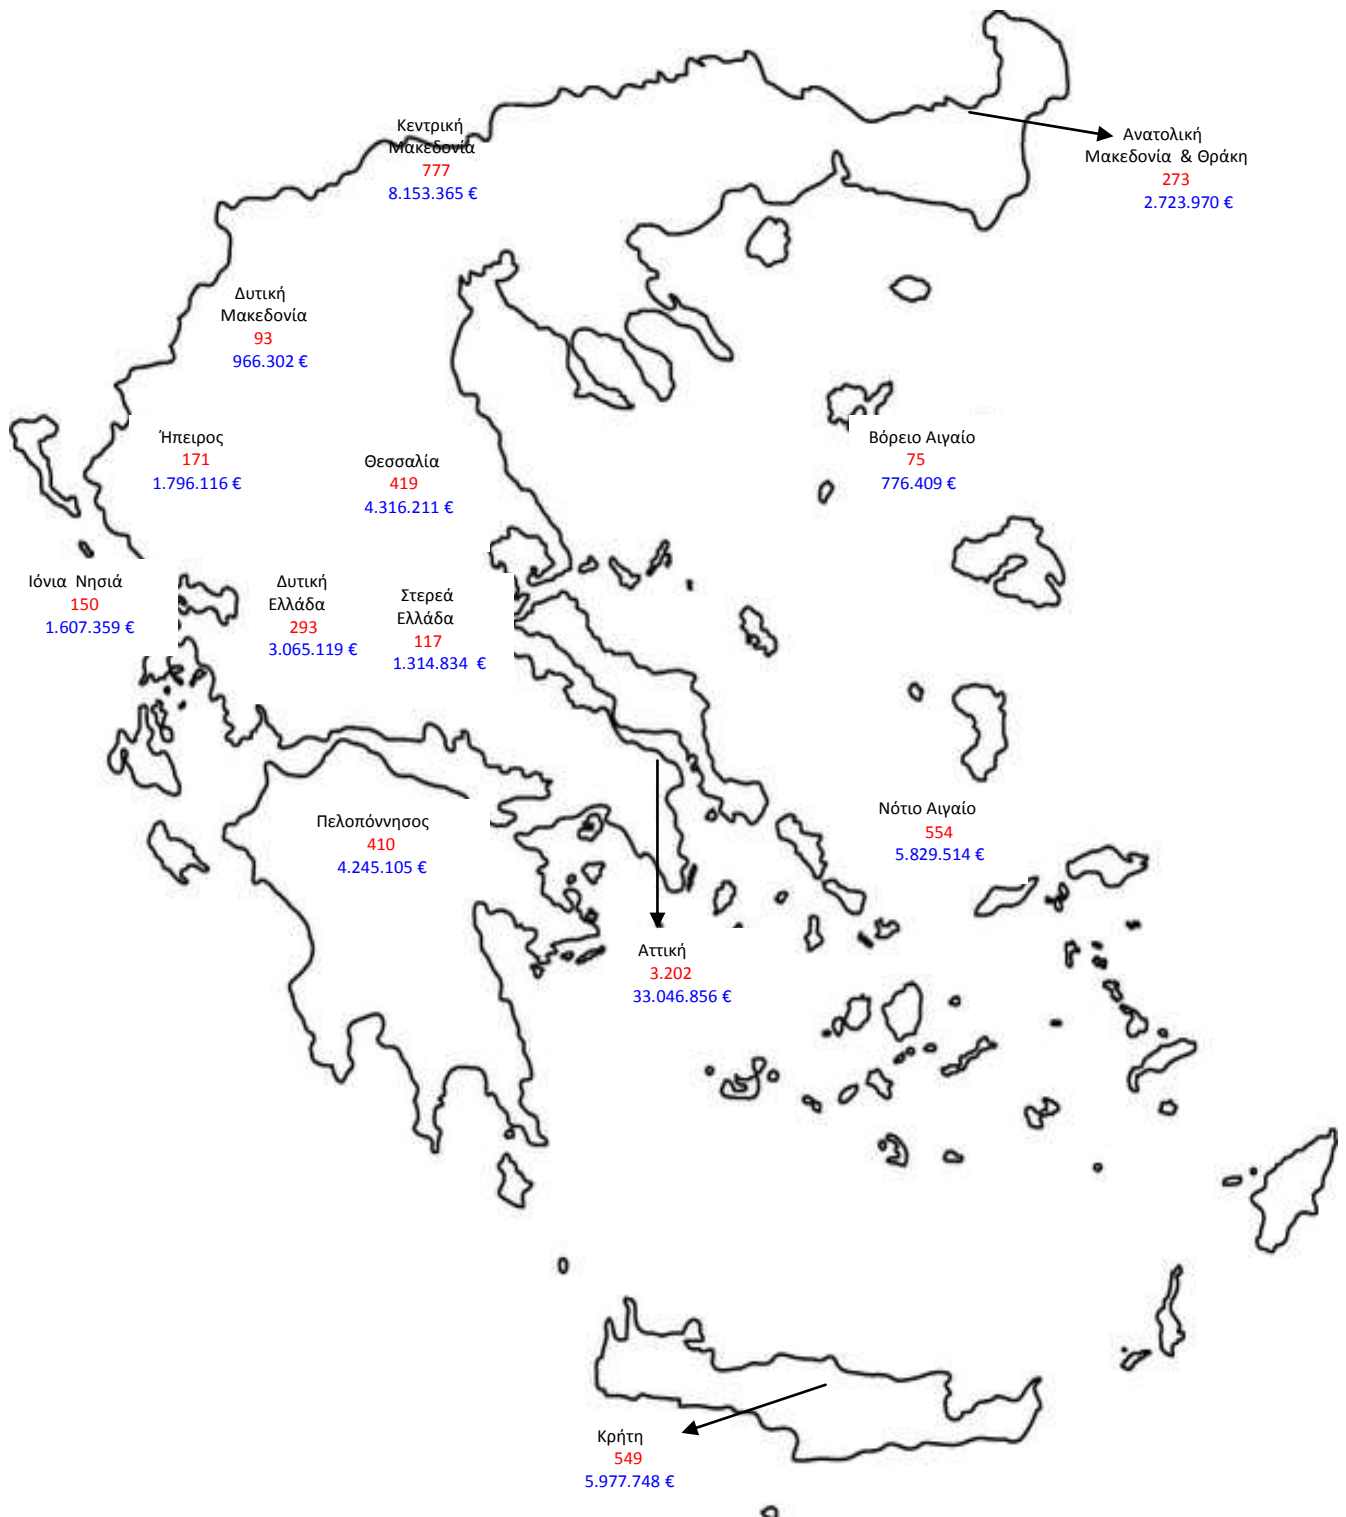 Κεντρική
Μακεδονία
777
8.153.365 €
Ανατολική
Μακεδονία & Θράκη
273
2.723.970 €
Δυτική
Μακεδονία
93
966.302 €
Ήπειρος
171
1.796.116 €
Θεσσαλία
419
4.316.211 €
Βόρειο Αιγαίο
75
776.409 €
Ιόνια Νησιά
150
1.607.359 €
Δυτική
Ελλάδα
293
3.065.119 €
Στερεά
Ελλάδα
117
1.314.834 €
Πελοπόννησος
410
4.245.105 €
Νότιο Αιγαίο
554
5.829.514 €
Αττική
3.202
33.046.856 €
Κρήτη
549
5.977.748 €